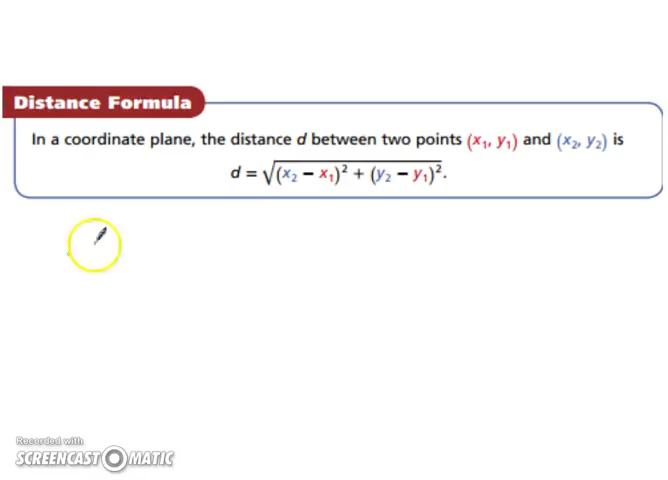 Distance Formula
In a coordinate plane, the distance d between two points (x₁, y₁) and (x₂, y₂) is
d = √((x₂ − x₁)² + (y₂ − y₁)²).
Recorded with
SCREENCAST O MATIC